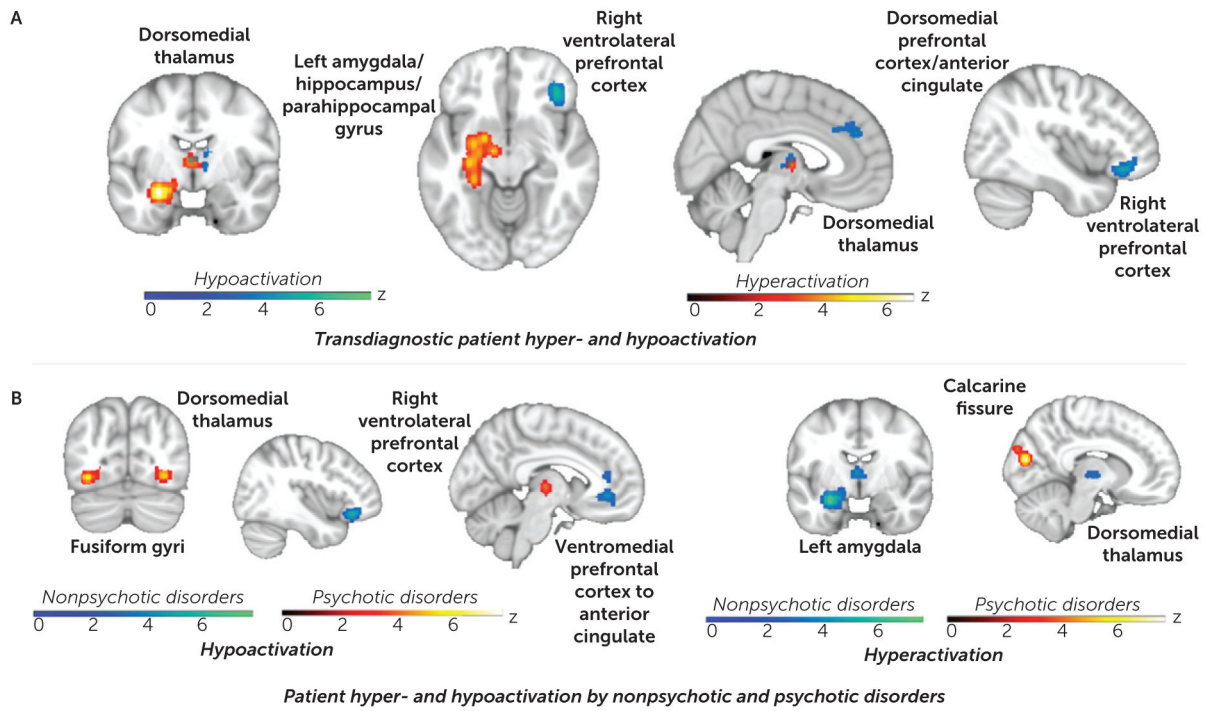 A
Dorsomedial
thalamus
Left amygdala/
hippocampus/
parahippocampal
gyrus
Right
ventrolateral
prefrontal
cortex
Dorsomedial
prefrontal
cortex/anterior
cingulate
Dorsomedial
thalamus
Right
ventrolateral
prefrontal
cortex
Hypoactivation
z
0 2 4 6
Hyperactivation
z
0 2 4 6
Transdiagnostic patient hyper- and hypoactivation
B
Dorsomedial
thalamus
Right
ventrolateral
prefrontal
cortex
Calcarine
fissure
Fusiform gyri
Ventromedial
prefrontal
cortex to
anterior
cingulate
Left amygdala
Dorsomedial
thalamus
Nonpsychotic disorders
0 2 4 6
Psychotic disorders
z
0 2 4 6
Hypoactivation
Nonpsychotic disorders
0 2 4 6
Psychotic disorders
z
0 2 4 6
Hyperactivation
Patient hyper- and hypoactivation by nonpsychotic and psychotic disorders